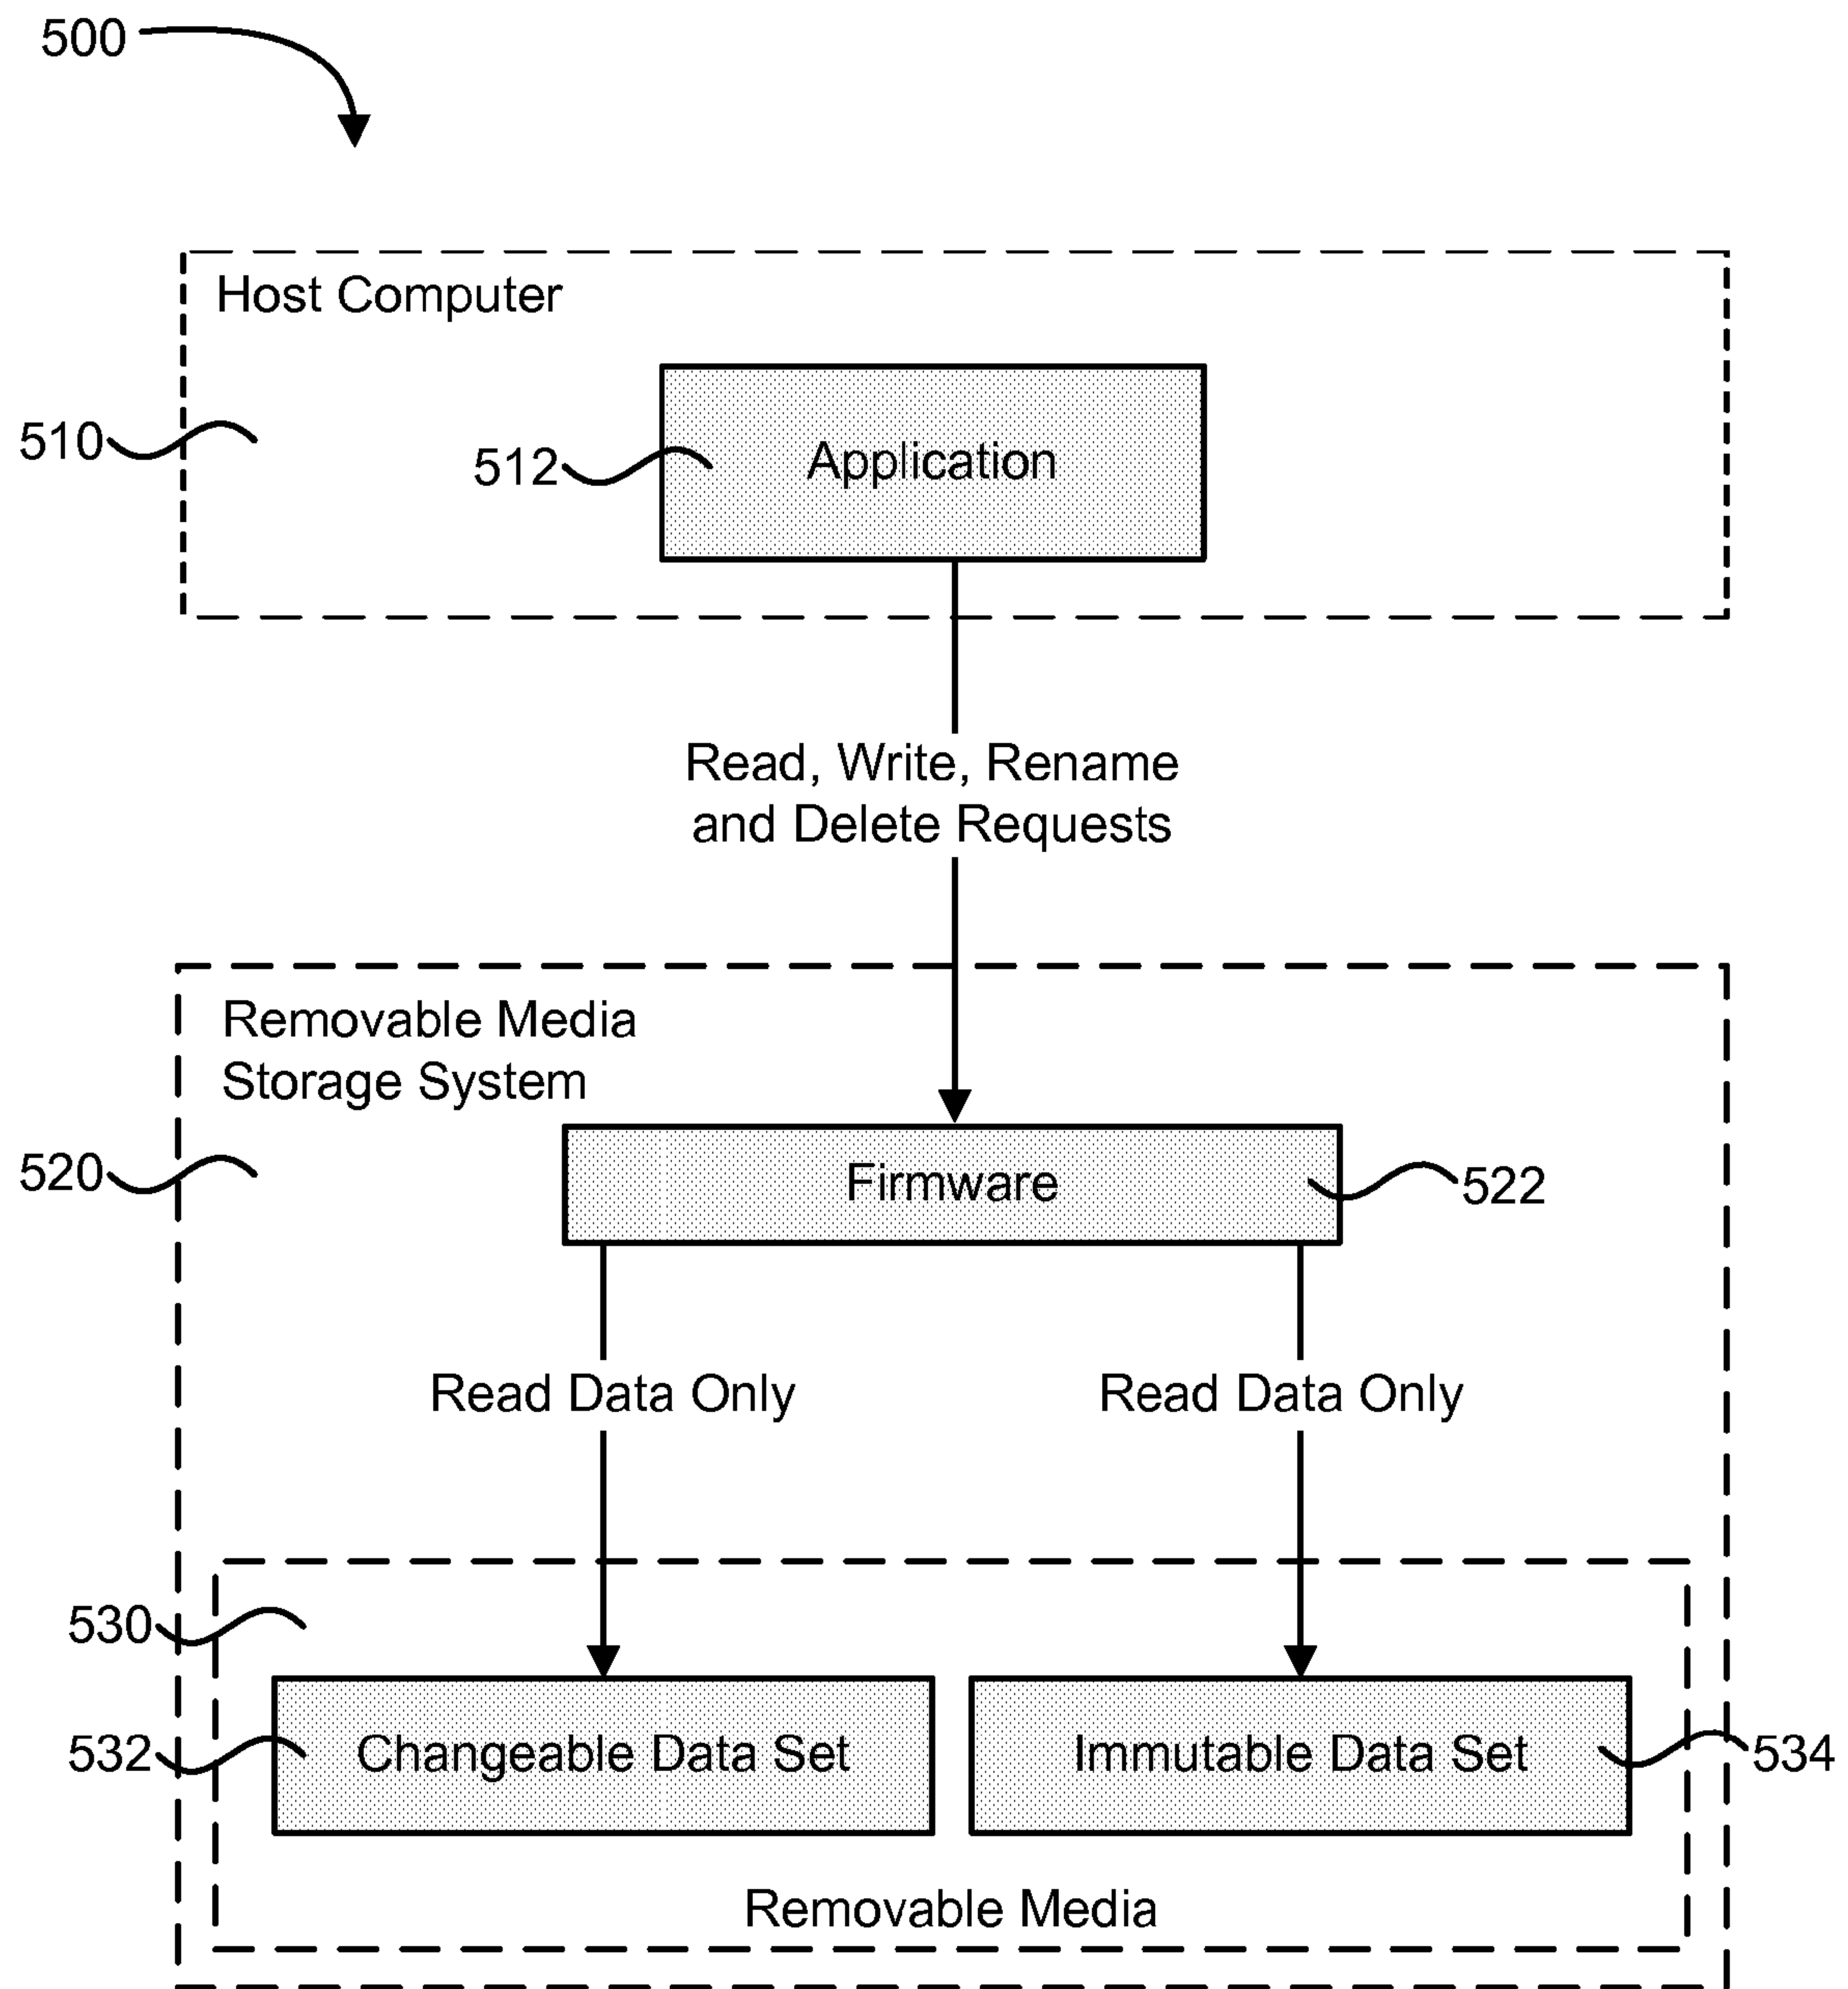 500
Host Computer
510
512
Application
Read, Write, Rename
and Delete Requests
Removable Media
Storage System
520
Firmware
522
Read Data Only
Read Data Only
530
532
Changeable Data Set
Immutable Data Set
534
Removable Media